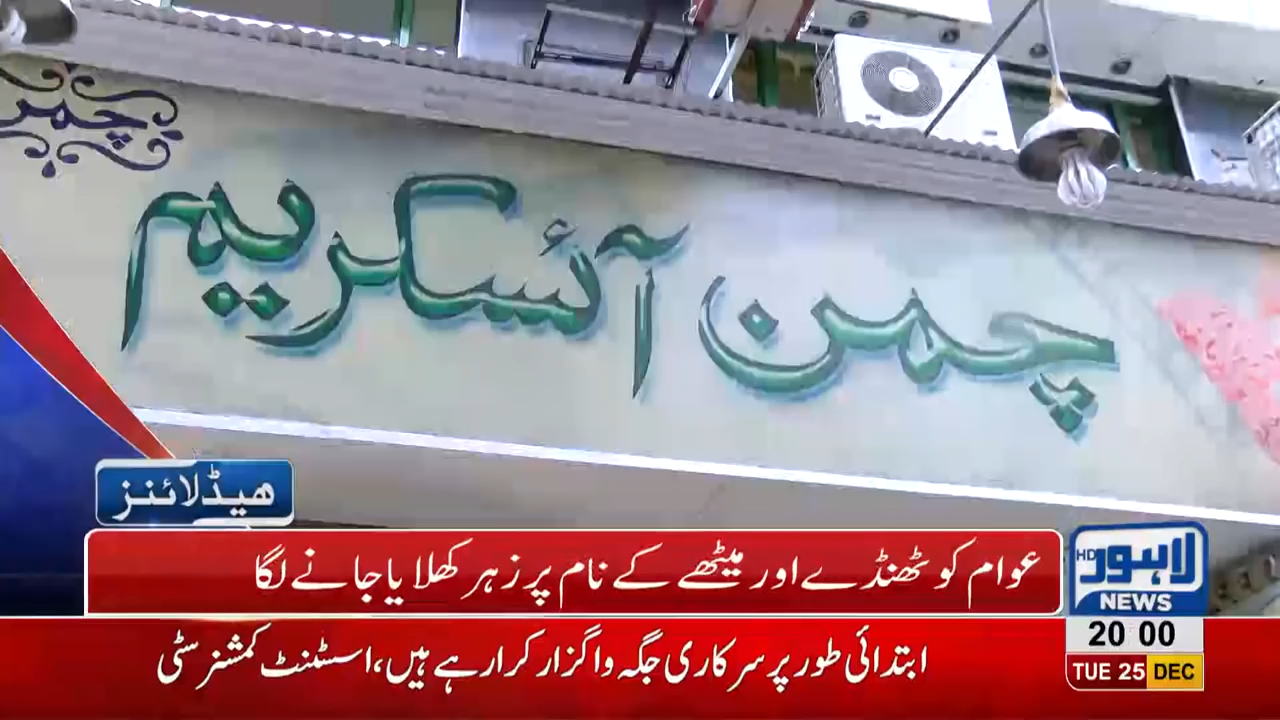 چمن
چمن آئسکریم
ھیڈلائنز
عوام کو ٹھنڈے اور میٹھے کے نام پر زہر کھلایا جانے لگا
لاہور HD
NEWS
20 00
TUE 25 DEC
ابتدائی طور پر سرکاری جگہ واگزار کرا رہے ہیں، اسسٹنٹ کمشنر سٹی